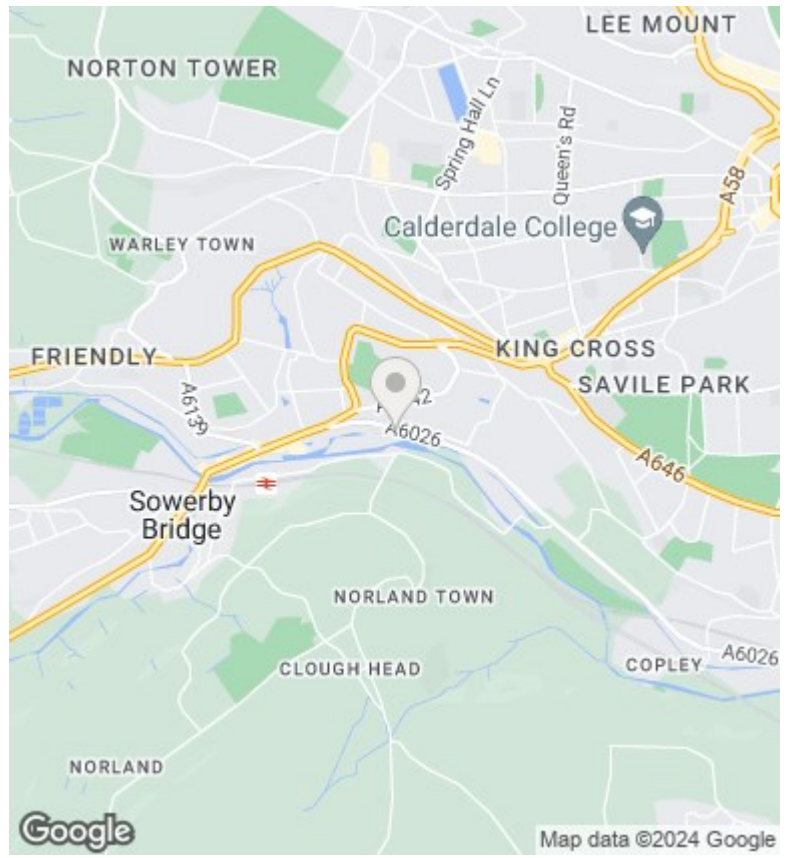 LEE MOUNT
NORTON TOWER
Spring Hall Ln
Queen's Rd
A58
Calderdale College
WARLEY TOWN
KING CROSS
FRIENDLY
SAVILE PARK
A6139
A6026
A646
Sowerby
Bridge
NORLAND TOWN
CLOUGH HEAD
COPLEY
A6026
NORLAND
Google
Map data ©2024 Google